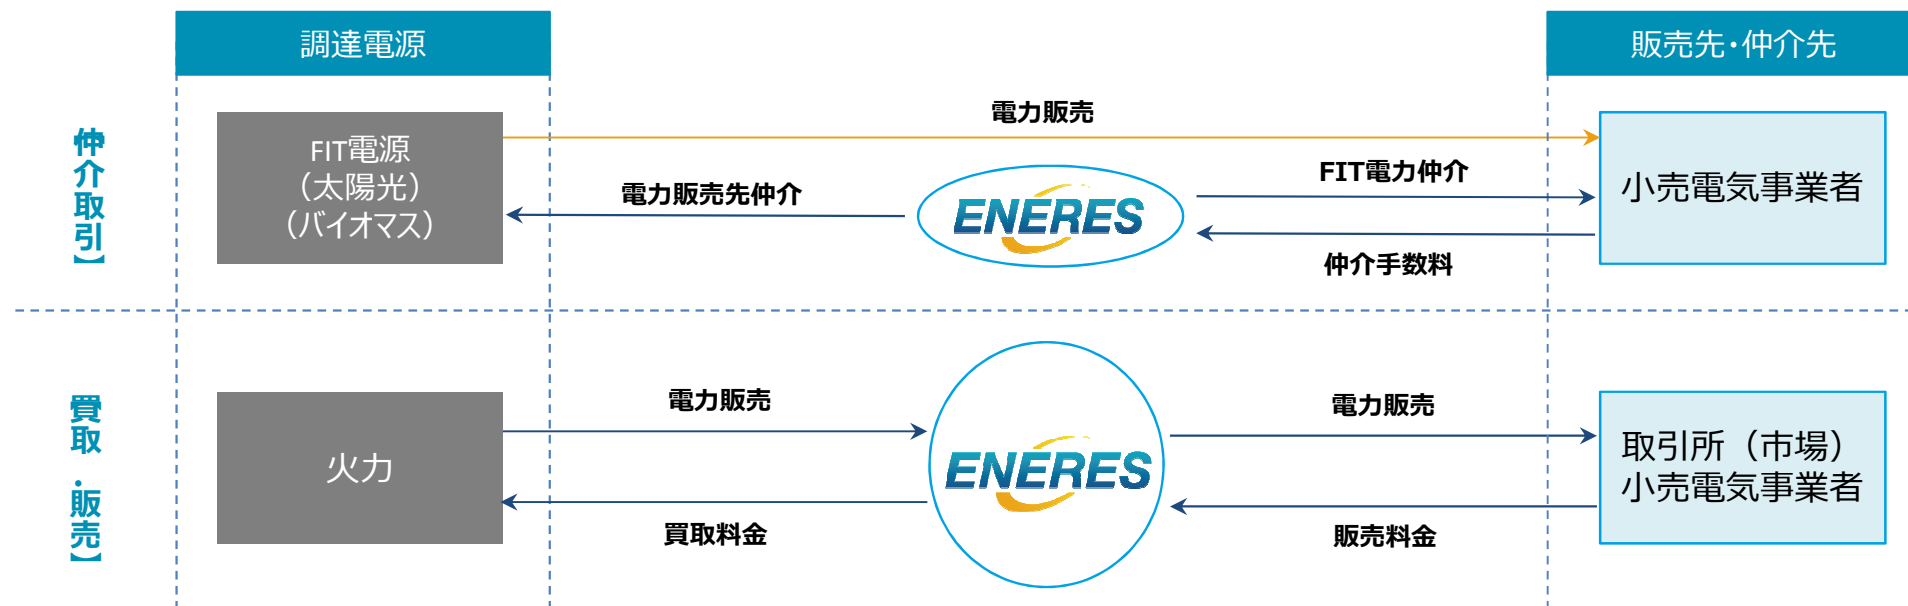 調達電源
販売先・仲介先
仲介取引】
FIT電源
（太陽光）
（バイオマス）
電力販売
電力販売先仲介
ENERES
FIT電力仲介
仲介手数料
小売電気事業者
買取・販売】
火力
電力販売
買取料金
ENERES
電力販売
販売料金
取引所（市場）
小売電気事業者